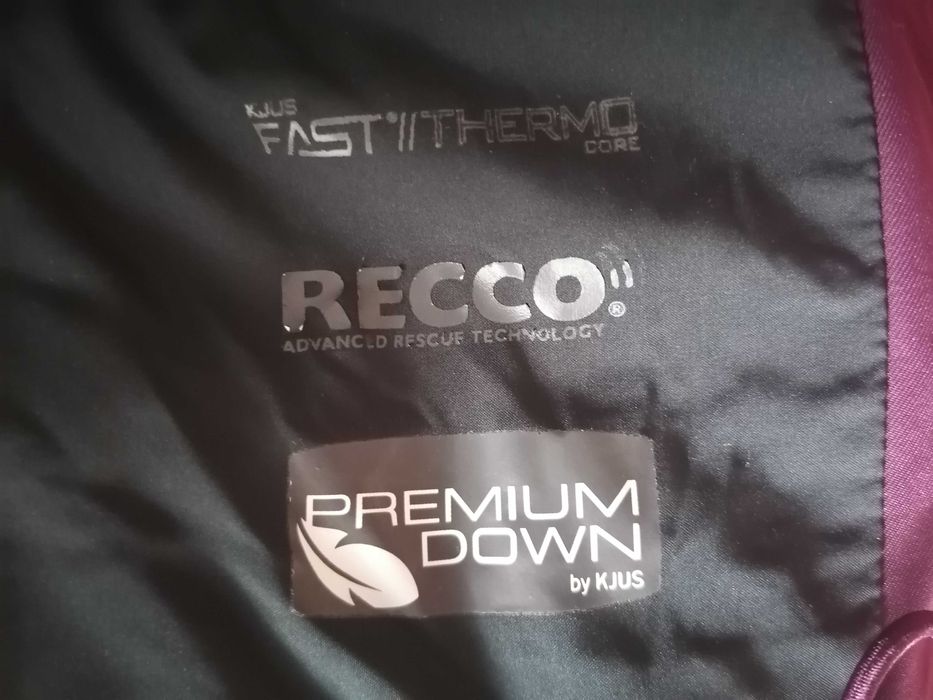 KJUS
FAST//THERMO
CORE
RECCO®
ADVANCED RESCUE TECHNOLOGY
PREMIUM
DOWN
by KJUS